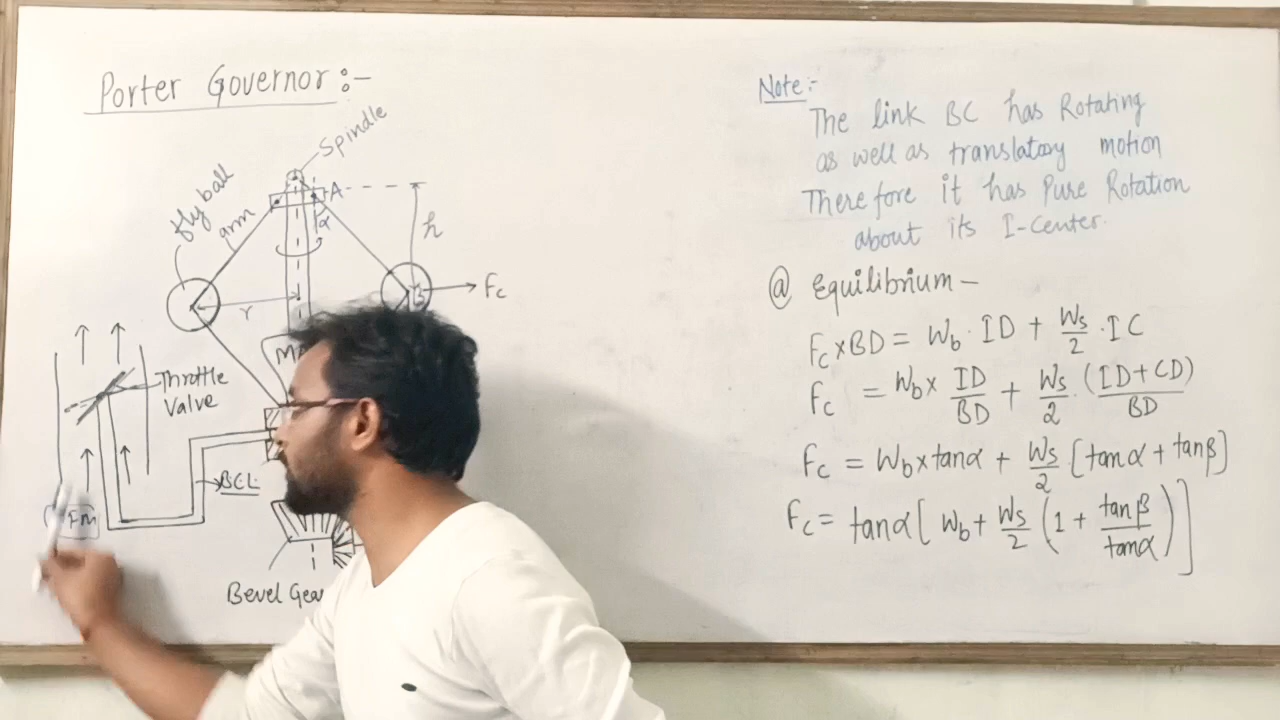 Porter Governor :-
Spindle
fly ball
arm
A
α
h
r
B
Fc
Throttle
Valve
BCL
Bevel Gear
Note:-
The link BC has Rotating
as well as translatory motion
Therefore it has Pure Rotation
about its I-Center.
@ Equilibrium -
Fc × BD = Wb · ID + Ws/2 · IC
Fc = Wb × ID/BD + Ws/2 · (ID+CD)/BD
Fc = Wb × tanα + Ws/2 [tanα + tanβ]
Fc = tanα [ Wb + Ws/2 (1 + tanβ/tanα) ]